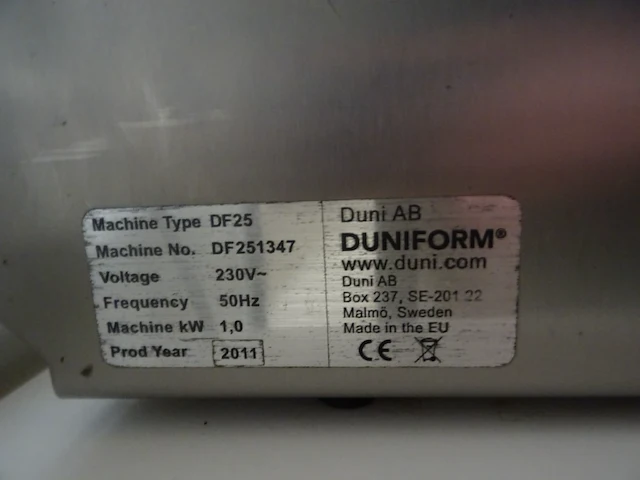 Machine Type DF25
Machine No. DF251347
Voltage 230V~
Frequency 50Hz
Machine kW 1,0
Prod Year 2011
Duni AB
DUNIFORM®
www.duni.com
Duni AB
Box 237, SE-201 22
Malmö, Sweden
Made in the EU
CE